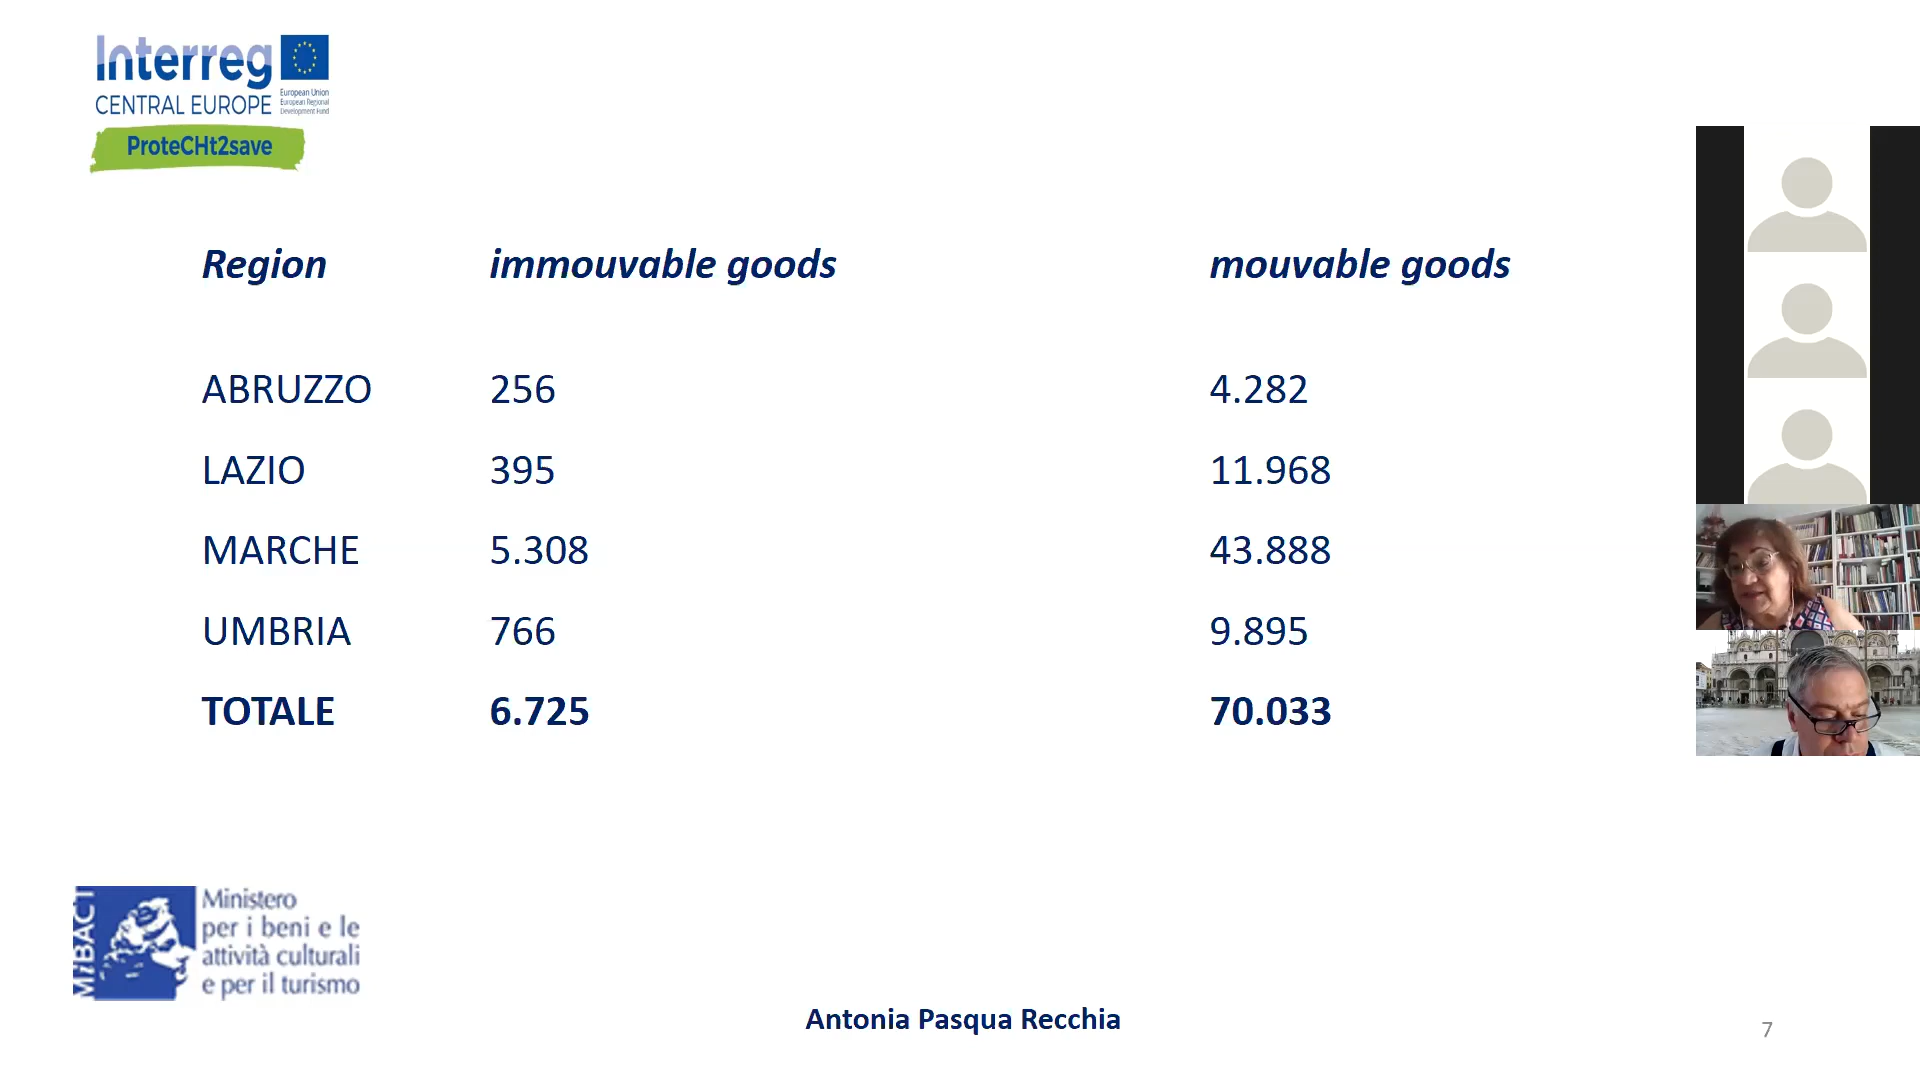 Interreg
CENTRAL EUROPE
European Union
European Regional
Development Fund
ProteCHt2save
Region immouvable goods mouvable goods
ABRUZZO 256 4.282
LAZIO 395 11.968
MARCHE 5.308 43.888
UMBRIA 766 9.895
TOTALE 6.725 70.033
MiBACT
Ministero
per i beni e le
attività culturali
e per il turismo
Antonia Pasqua Recchia
7